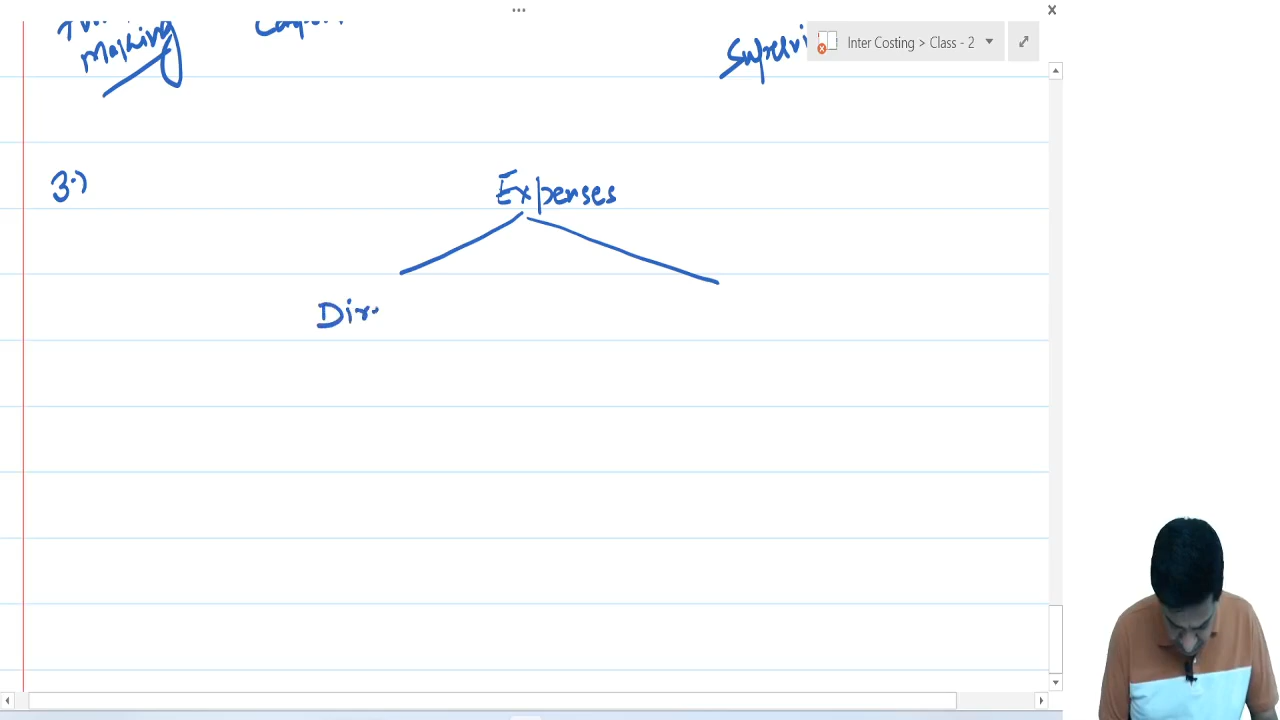 ...
Inter Costing > Class - 2
Making
3.)
Expenses
Dir